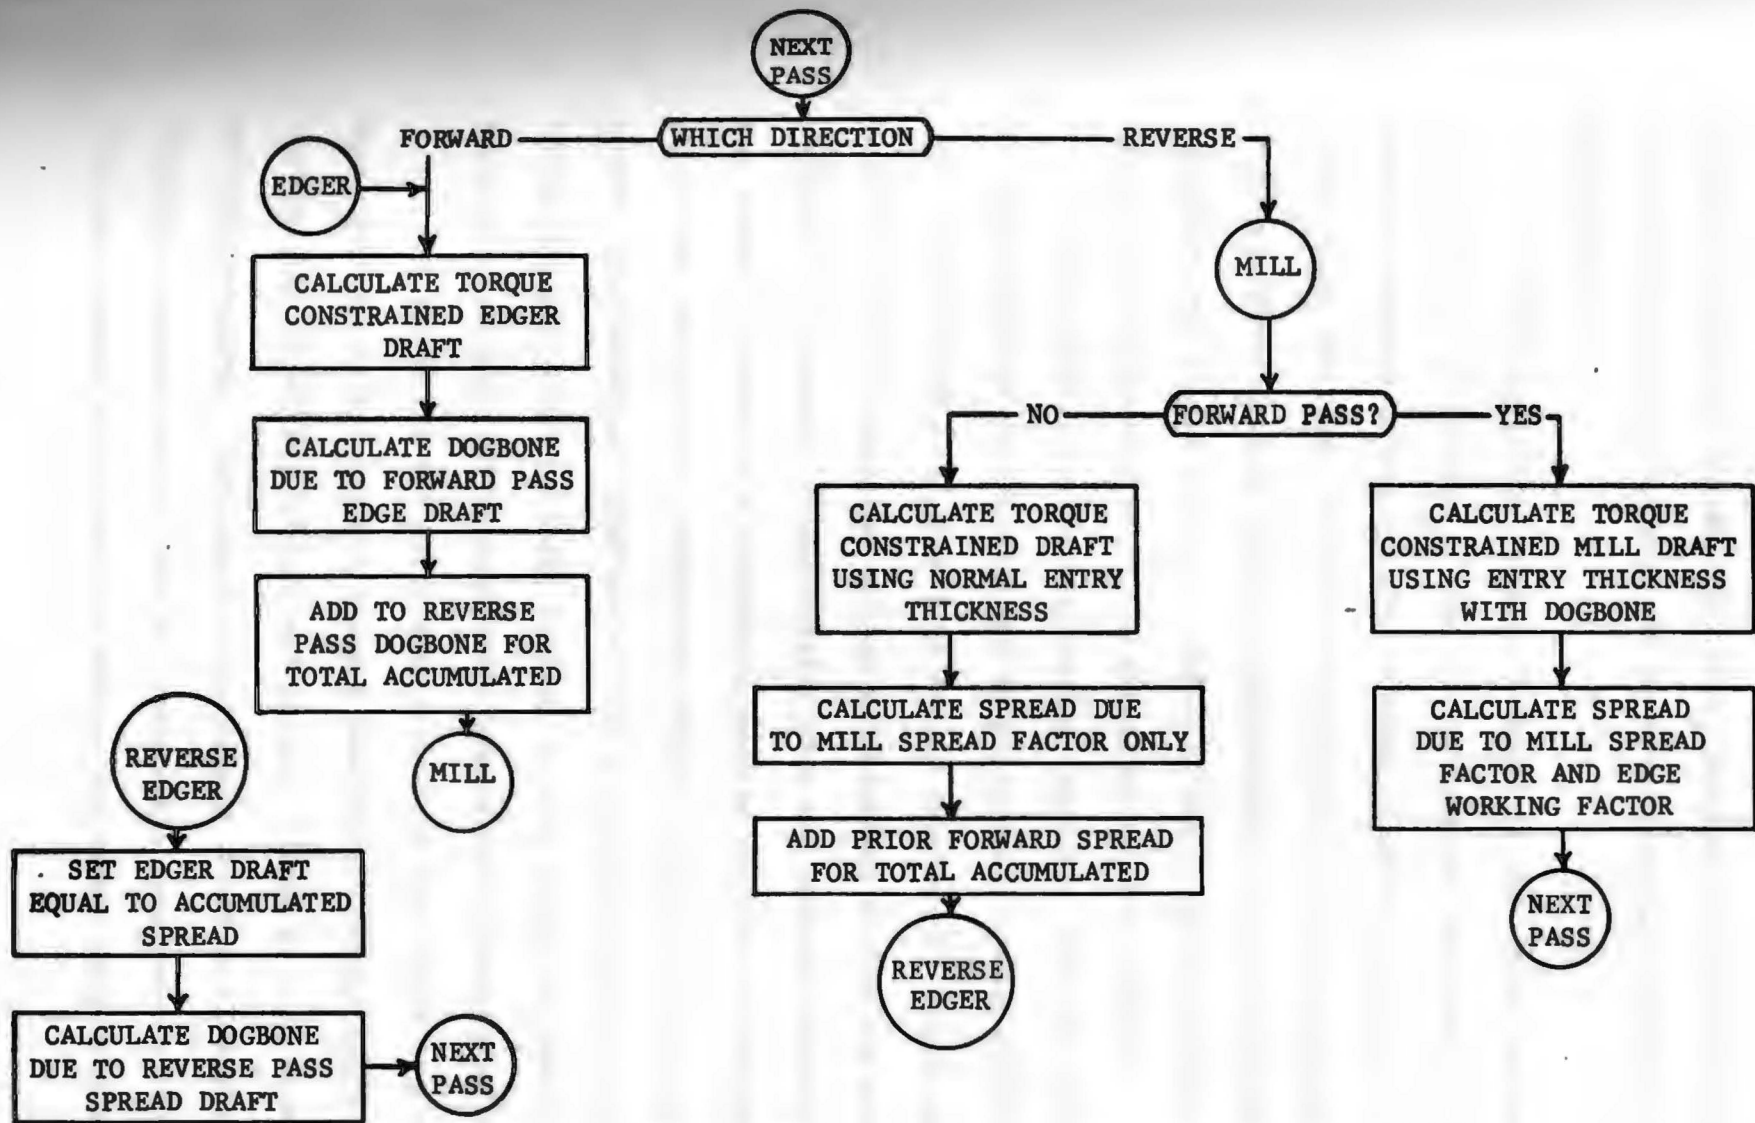 NEXT
PASS
FORWARD
WHICH DIRECTION
REVERSE
EDGER
CALCULATE TORQUE
CONSTRAINED EDGER
DRAFT
CALCULATE DOGBONE
DUE TO FORWARD PASS
EDGE DRAFT
ADD TO REVERSE
PASS DOGBONE FOR
TOTAL ACCUMULATED
MILL
REVERSE
EDGER
SET EDGER DRAFT
EQUAL TO ACCUMULATED
SPREAD
CALCULATE DOGBONE
DUE TO REVERSE PASS
SPREAD DRAFT
NEXT
PASS
MILL
NO
FORWARD PASS?
YES
CALCULATE TORQUE
CONSTRAINED DRAFT
USING NORMAL ENTRY
THICKNESS
CALCULATE SPREAD DUE
TO MILL SPREAD FACTOR ONLY
ADD PRIOR FORWARD SPREAD
FOR TOTAL ACCUMULATED
REVERSE
EDGER
CALCULATE TORQUE
CONSTRAINED MILL DRAFT
USING ENTRY THICKNESS
WITH DOGBONE
CALCULATE SPREAD
DUE TO MILL SPREAD
FACTOR AND EDGE
WORKING FACTOR
NEXT
PASS